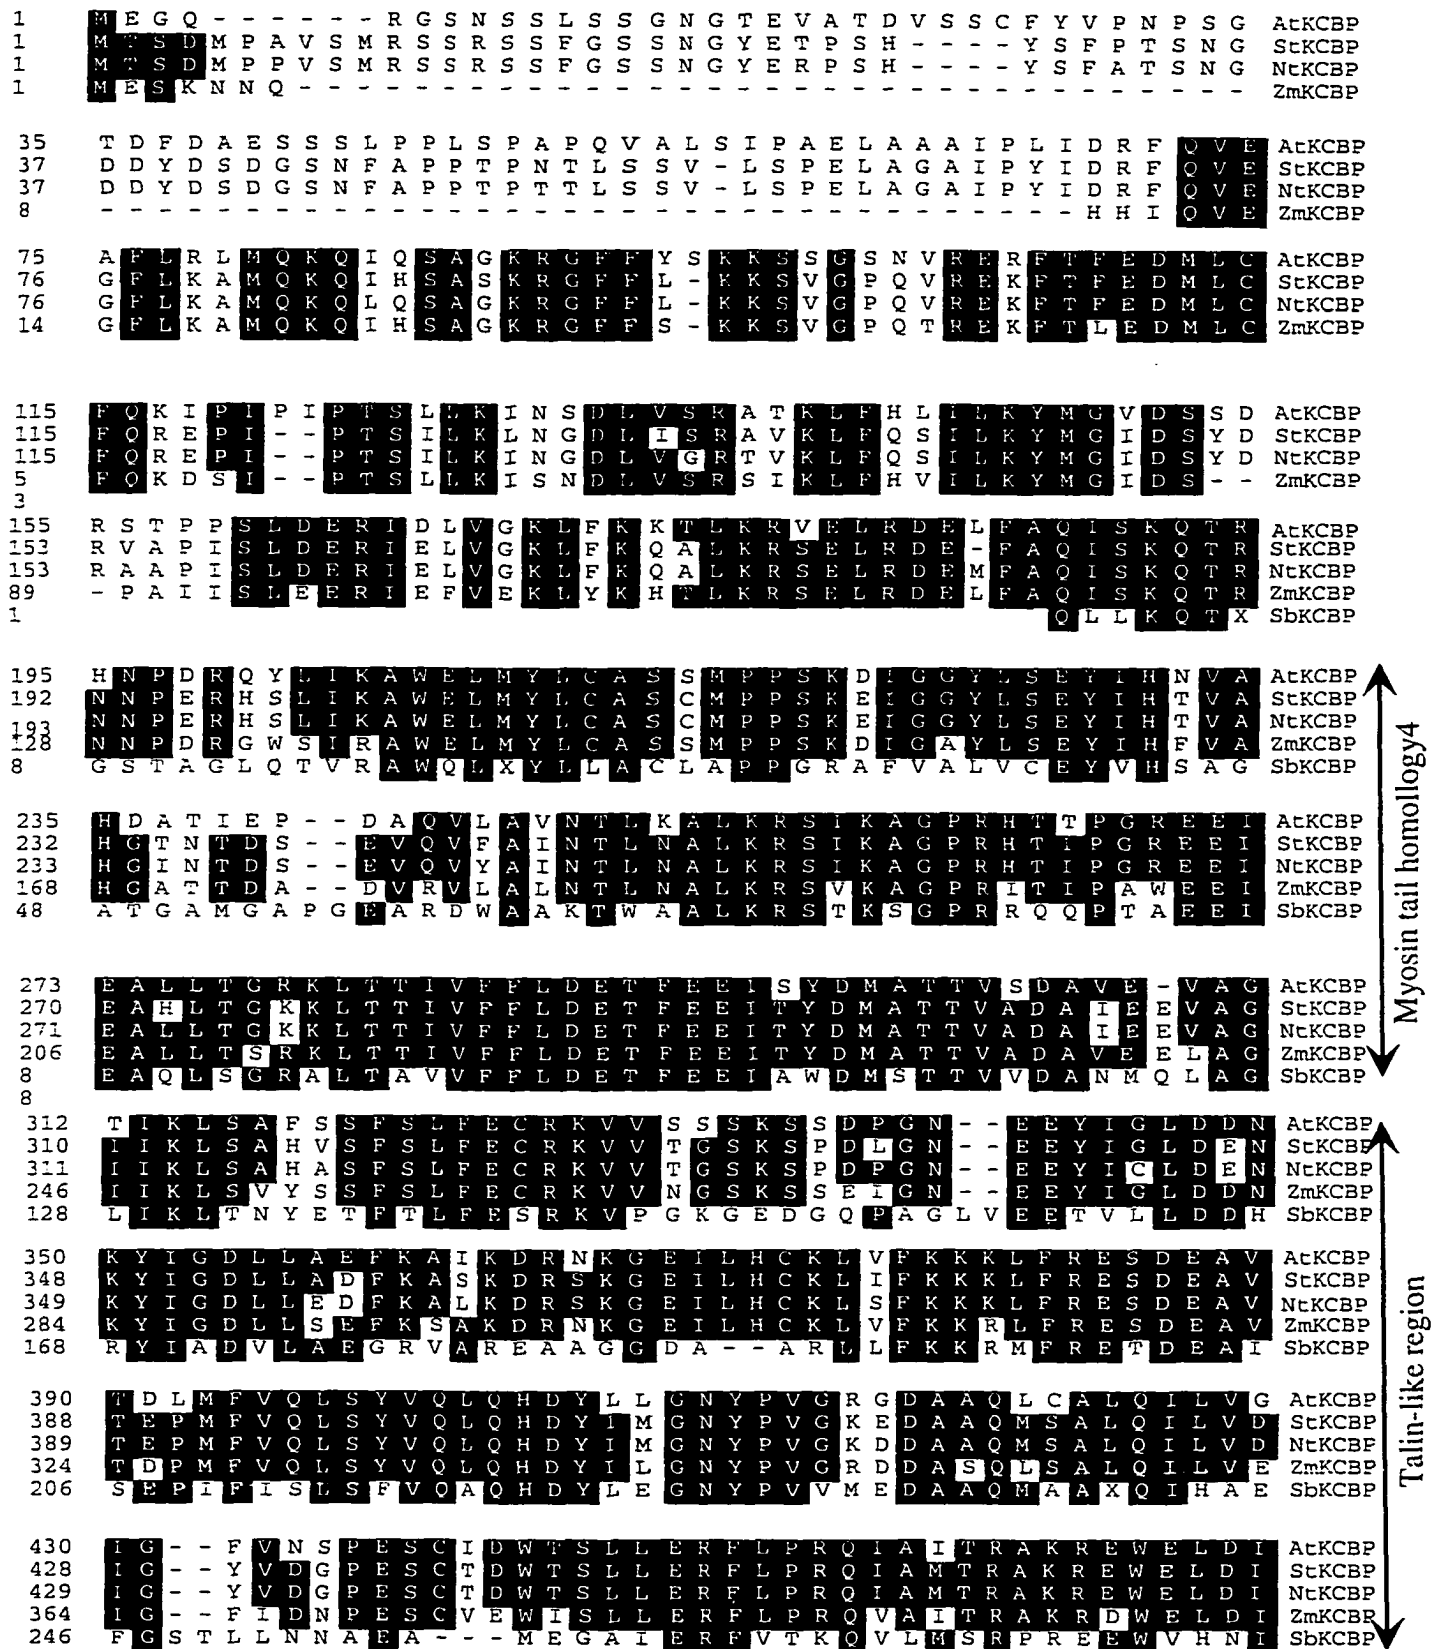 1 M E G Q - - - - - - R G S N S S L S S G N G T E V A T D V S S C F Y V P N P S G AtKCBP
1 M T S D M P A V S M R S S R S S F G S S N G Y E T P S H - - - - Y S F P T S N G StKCBP
1 M T S D M P P V S M R S S R S S F G S S N G Y E R P S H - - - - Y S F A T S N G NtKCBP
1 M E S K N N Q - - - - - - - - - - - - - - - - - - - - - - - - - - - - - - - - - ZmKCBP
35 T D F D A E S S S S L P P L S P A P Q V A L S I P A E L A A A I P L I D R F Q V E AtKCBP
37 D D Y D S D G S N F A P P T P N T L S S V - L S P E L A G A I P Y I D R F Q V E StKCBP
37 D D Y D S D G S N F A P P T P T T L S S V - L S P E L A G A I P Y I D R F Q V E NtKCBP
8 - - - - - - - - - - - - - - - - - - - - - - - - - - - - - - - - - - H H I Q V E ZmKCBP
75 A F L R L M Q K Q I Q S A G K R G F F Y S K K S S G S N V R E R F T F E D M L C AtKCBP
76 G F L K A M Q K Q I H S A S K R G F F L - K K S V G P Q V R E K F T F E D M L C StKCBP
76 G F L K A M Q K Q L Q S A G K R G F F L - K K S V G P Q V R E K F T F E D M L C NtKCBP
14 G F L K A M Q K Q I H S A G K R G F F S - K K S V G P Q T R E K F T L E D M L C ZmKCBP
115 F Q K I P I P I P T S L L K I N S D L V S R A T K L F H L I L K Y M G V D S S D AtKCBP
115 F Q R E P I - - P T S I L K L N G D L I S R A V K L F Q S I L K Y M G I D S Y D StKCBP
115 F Q R E P I - - P T S I L K I N G D L V G R T V K L F Q S I L K Y M G I D S Y D NtKCBP
5 F Q K D S I - - P T S L L K I S N D L V S R S I K L F H V I L K Y M G I D S - - ZmKCBP
3
155 R S T P P S L D E R I D L V G K L F K K T L K R V E L R D E L F A Q I S K Q T R AtKCBP
153 R V A P I S L D E R I E L V G K L F K Q A L K R S E L R D E - F A Q I S K Q T R StKCBP
153 R A A P I S L D E R I E L V G K L F K Q A L K R S E L R D E M F A Q I S K Q T R NtKCBP
89 - P A I I S L E E R I E F V E K L Y K H T L K R S E L R D E L F A Q I S K Q T R ZmKCBP
1 Q L L K Q T X SbKCBP
195 H N P D R Q Y L I K A W E L M Y L C A S S M P P S K D I G G Y L S E Y I H N V A AtKCBP
192 N N P E R H S L I K A W E L M Y L C A S C M P P S K E I G G Y L S E Y I H T V A StKCBP
193 N N P E R H S L I K A W E L M Y L C A S C M P P S K E I G G Y L S E Y I H T V A NtKCBP
128 N N P D R G W S I R A W E L M Y L C A S S M P P S K D I G A Y L S E Y I H F V A ZmKCBP
8 G S T A G L Q T V R A W Q L X Y L L A C L A P P G R A F V A L V C E Y V H S A G SbKCBP
235 H D A T I E P - - D A Q V L A V N T L K A L K R S I K A G P R H T T P G R E E I AtKCBP
232 H G T N T D S - - E V Q V F A I N T L N A L K R S I K A G P R H T I P G R E E I StKCBP
233 H G I N T D S - - E V Q V Y A I N T L N A L K R S I K A G P R H T I P G R E E I NtKCBP
168 H G A T T D A - - D V R V L A L N T L N A L K R S V K A G P R I T I P A W E E I ZmKCBP
48 A T G A M G A P G E A R D W A A K T W A A L K R S T K S G P R R Q Q P T A E E I SbKCBP
Myosin tail homollogy4
273 E A L L T G R K L T T I V F F L D E T F E E I S Y D M A T T V S D A V E - V A G AtKCBP
270 E A H L T G K K L T T I V F F L D E T F E E I T Y D M A T T V A D A I E E V A G StKCBP
271 E A L L T G K K L T T I V F F L D E T F E E I T Y D M A T T V A D A I E E V A G NtKCBP
206 E A L L T S R K L T T I V F F L D E T F E E I T Y D M A T T V A D A V E E L A G ZmKCBP
8 E A Q L S G R A L T A V V F F L D E T F E E I A W D M S T T V V D A N M Q L A G SbKCBP
8
312 T I K L S A F S S F S L F E C R K V V S S S K S S D P G N - - E E Y I G L D D N AtKCBP
310 I I K L S A H V S F S L F E C R K V V T G S K S P D L G N - - E E Y I G L D E N StKCBP
311 I I K L S A H A S F S L F E C R K V V T G S K S P D P G N - - E E Y I C L D E N NtKCBP
246 I I K L S V Y S S F S L F E C R K V V N G S K S S E I G N - - E E Y I G L D D N ZmKCBP
128 L I K L T N Y E T F T L F E S R K V P G K G E D G Q P A G L V E E T V L L D D H SbKCBP
350 K Y I G D L L A E F K A I K D R N K G E I L H C K L V F K K K L F R E S D E A V AtKCBP
348 K Y I G D L L A D F K A S K D R S K G E I L H C K L I F K K K L F R E S D E A V StKCBP
349 K Y I G D L L E D F K A L K D R S K G E I L H C K L S F K K K L F R E S D E A V NtKCBP
284 K Y I G D L L S E F K S A K D R N K G E I L H C K L V F K K R L F R E S D E A V ZmKCBP
168 R Y I A D V L A E G R V A R E A A G G D A - - A R L L F K K R M F R E T D E A I SbKCBP
Talin-like region
390 T D L M F V Q L S Y V Q L Q H D Y L L G N Y P V G R G D A A Q L C A L Q I L V G AtKCBP
388 T E P M F V Q L S Y V Q L Q H D Y I M G N Y P V G K E D A A Q M S A L Q I L V D StKCBP
389 T E P M F V Q L S Y V Q L Q H D Y I M G N Y P V G K D D A A Q M S A L Q I L V D NtKCBP
324 T D P M F V Q L S Y V Q L Q H D Y I L G N Y P V G R D D A S Q L S A L Q I L V E ZmKCBP
206 S E P I F I S L S F V Q A Q H D Y L E G N Y P V V M E D A A Q M A A X Q I H A E SbKCBP
430 I G - - F V N S P E S C I D W T S L L E R F L P R Q I A I T R A K R E W E L D I AtKCBP
428 I G - - Y V D G P E S C T D W T S L L E R F L P R Q I A M T R A K R E W E L D I StKCBP
429 I G - - Y V D G P E S C T D W T S L L E R F L P R Q I A M T R A K R E W E L D I NtKCBP
364 I G - - F I D N P E S C V E W I S L L E R F L P R Q V A I T R A K R D W E L D I ZmKCBP
246 F G S T L L N N A E A - - - M E G A I E R F V T K Q V L M S R P R E E W V H N I SbKCBP